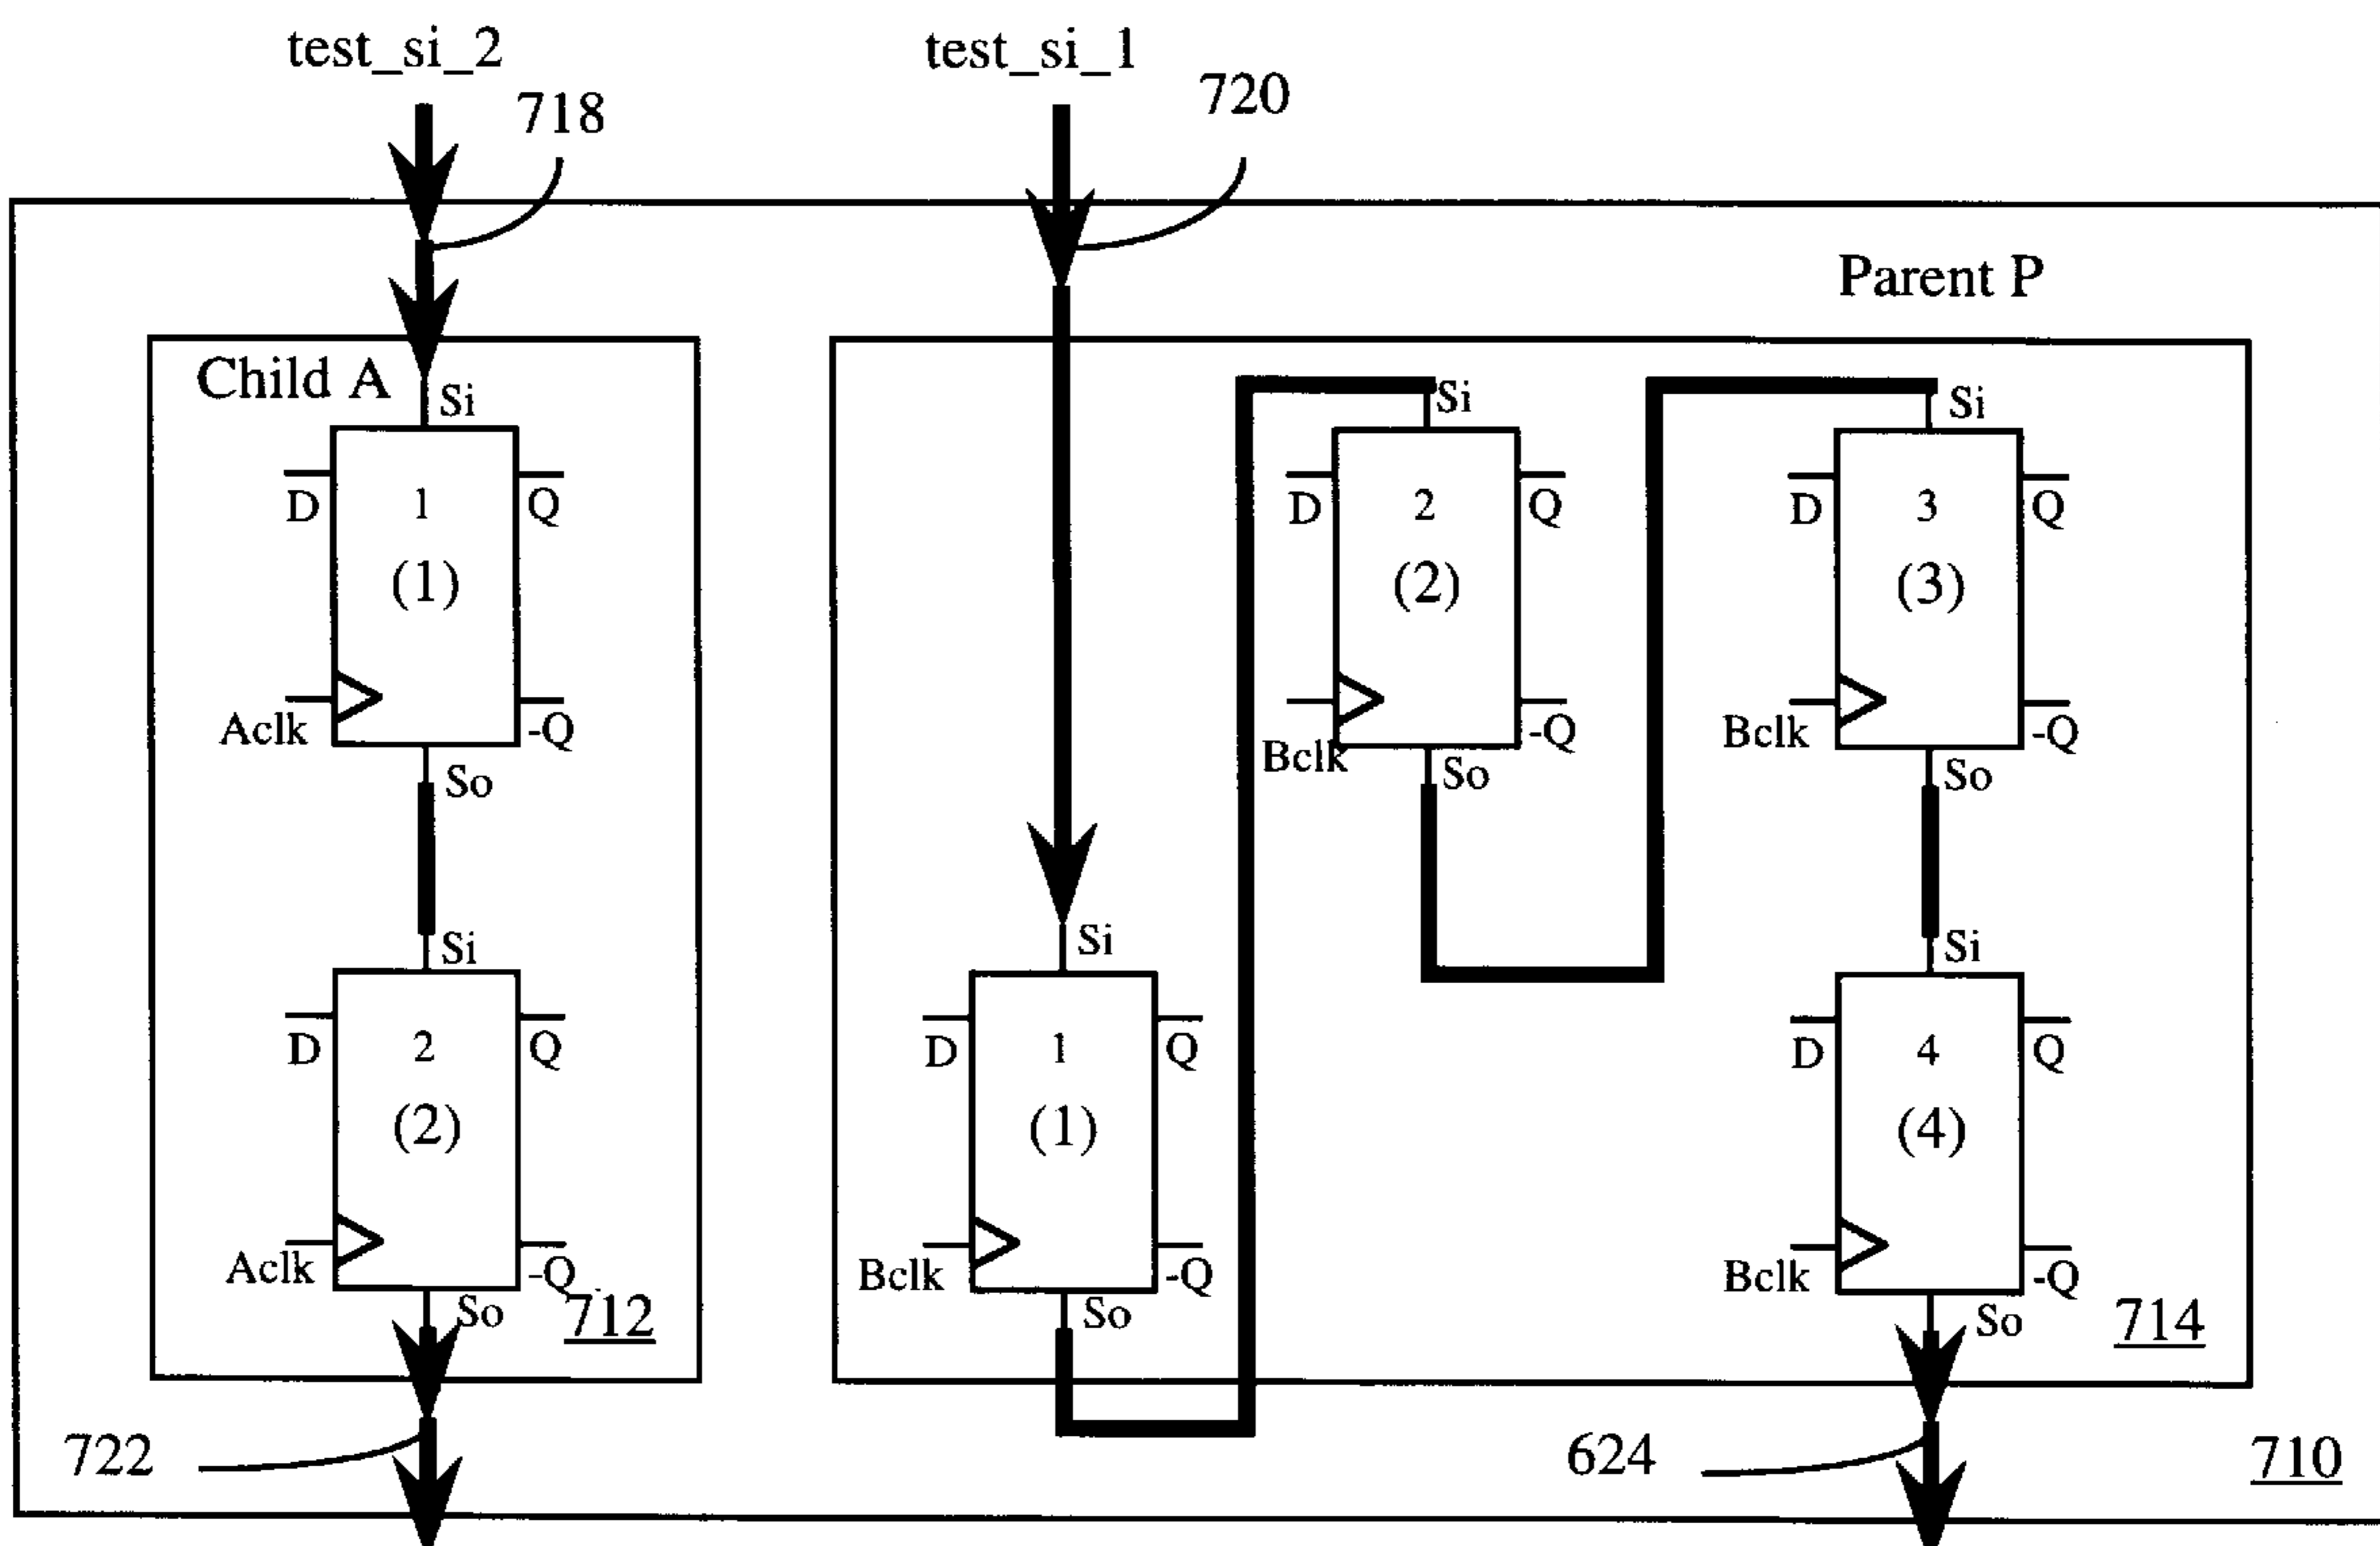 test_si_2
test_si_1
718
720
Parent P
Child A
Si
Si
Si
D
1
Q
(1)
D
2
Q
(2)
D
3
Q
(3)
Aclk
-Q
Bclk
-Q
Bclk
-Q
So
So
So
Si
Si
Si
D
2
Q
(2)
D
1
Q
(1)
D
4
Q
(4)
Aclk
-Q
Bclk
-Q
Bclk
-Q
So
712
So
So
714
722
624
710